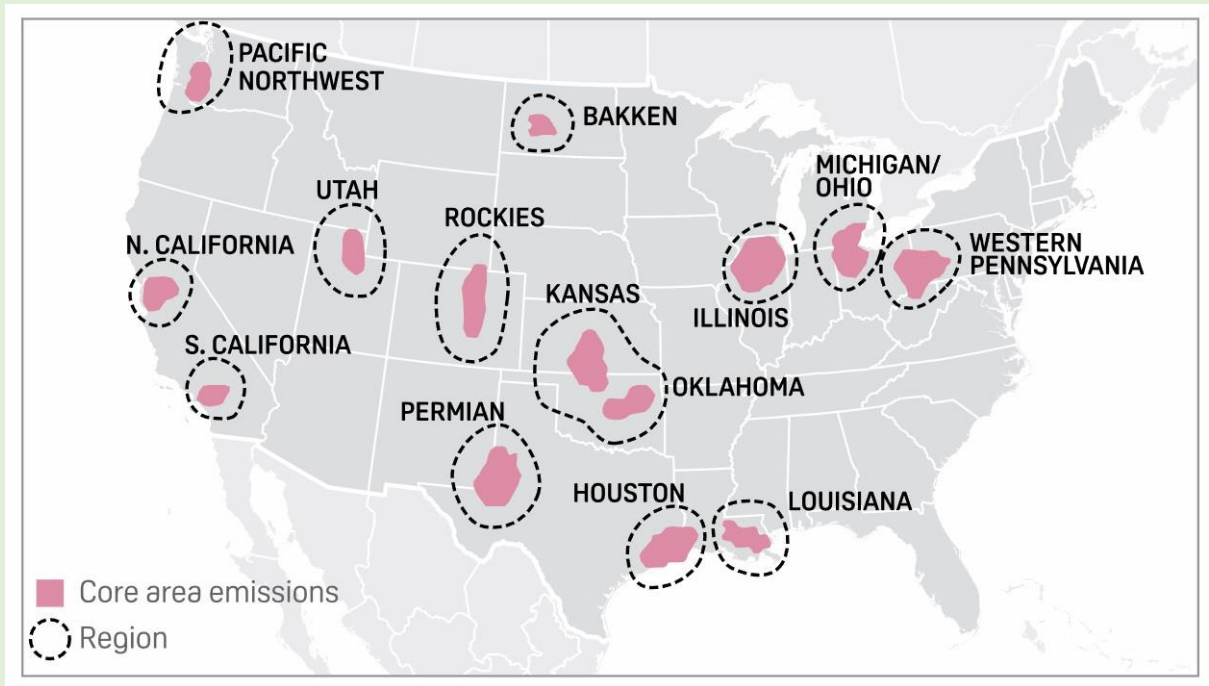 PACIFIC
NORTHWEST
BAKKEN
MICHIGAN/
OHIO
UTAH
ROCKIES
N. CALIFORNIA
WESTERN
PENNSYLVANIA
KANSAS
ILLINOIS
S. CALIFORNIA
OKLAHOMA
PERMIAN
HOUSTON
LOUISIANA
Core area emissions
Region